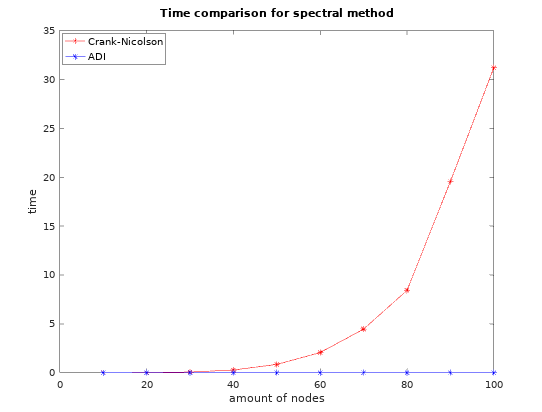 Time comparison for spectral method
Crank-Nicolson
ADI
35
30
25
20
15
10
5
0
time
0 20 40 60 80 100
amount of nodes